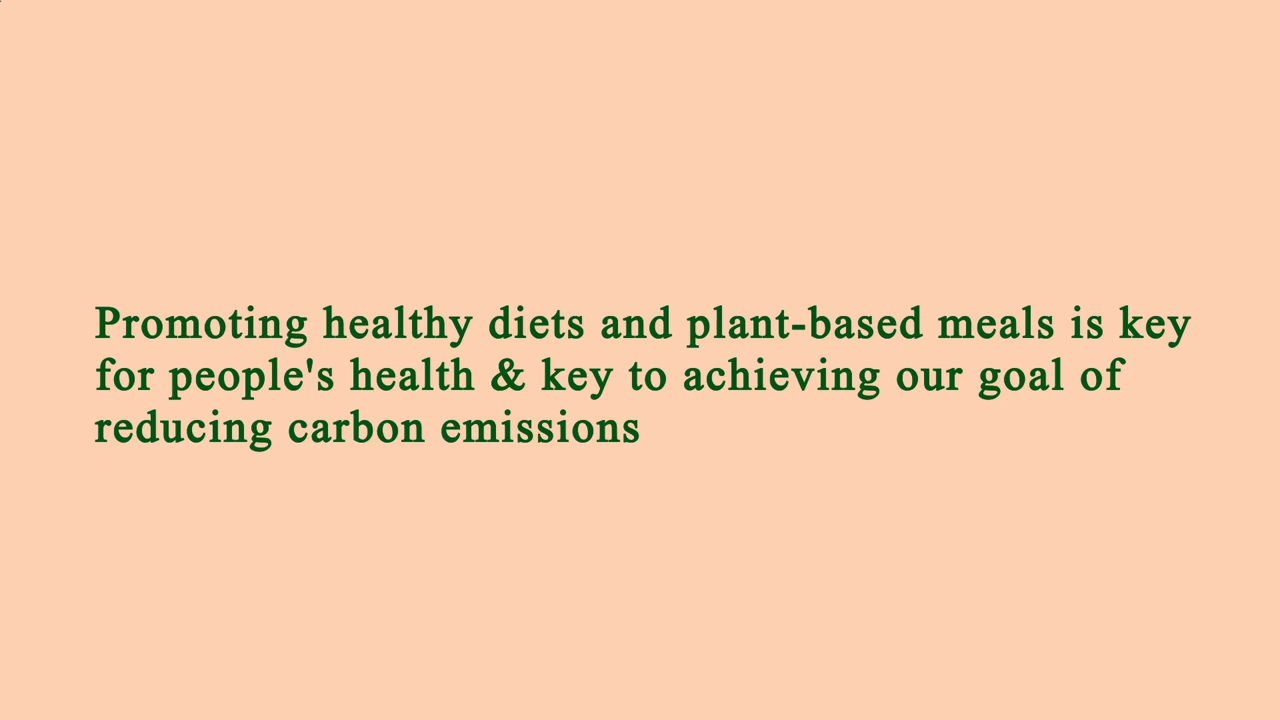 Promoting healthy diets and plant-based meals is key
for people's health & key to achieving our goal of
reducing carbon emissions